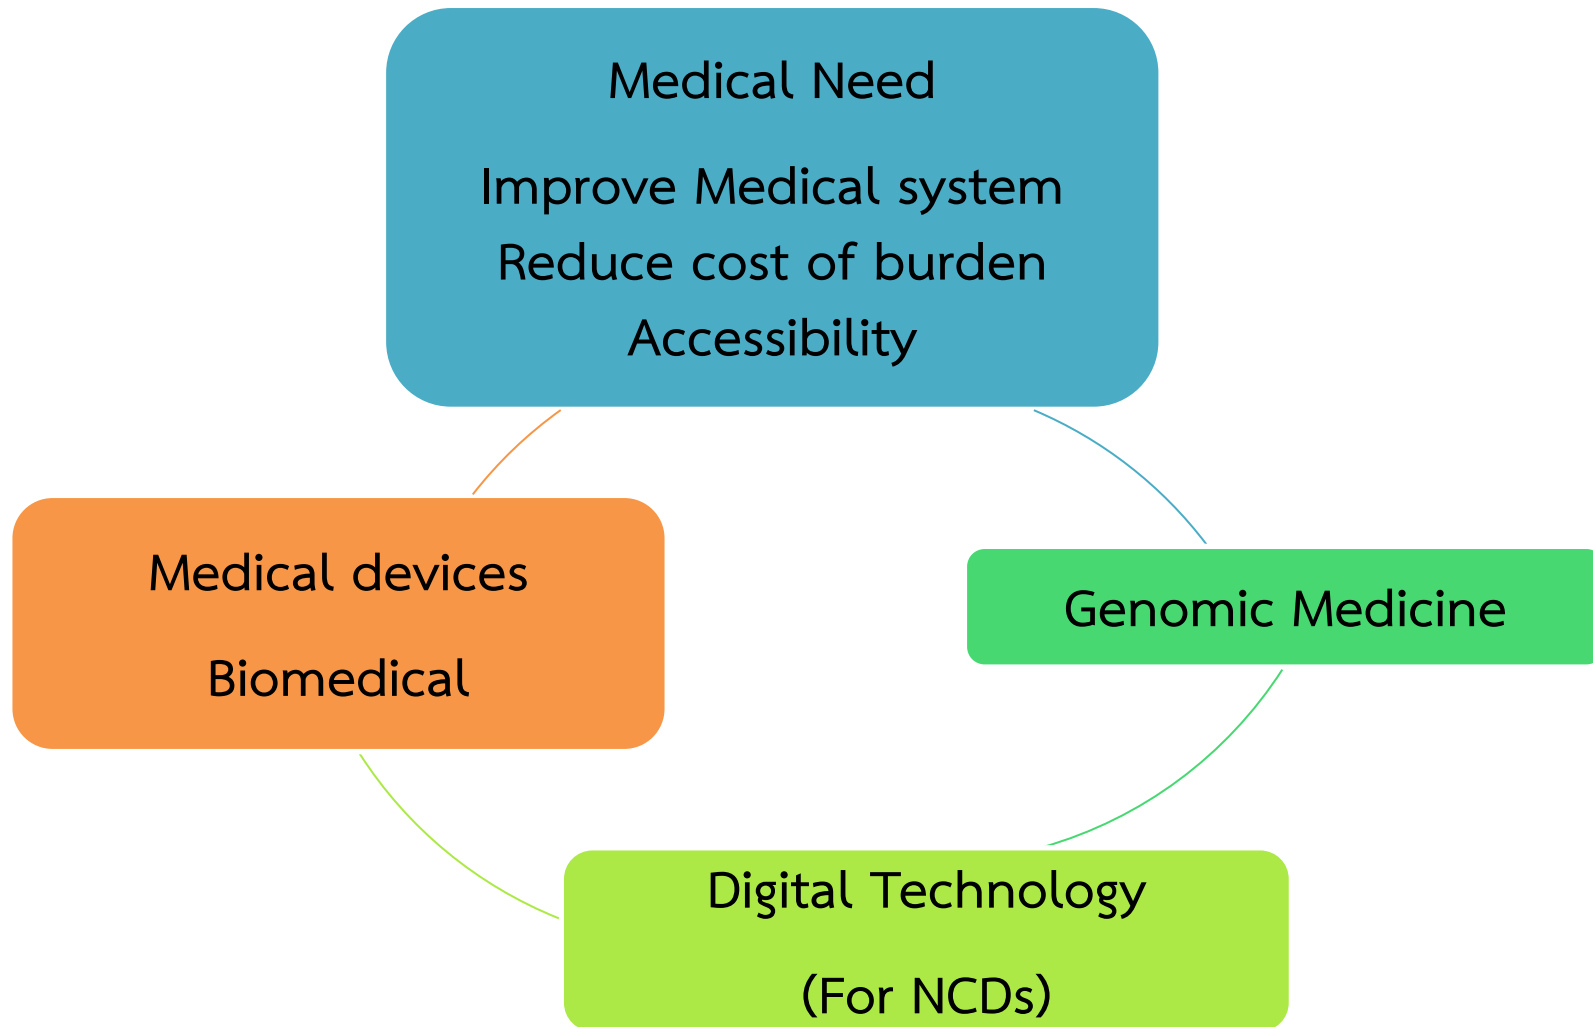 Medical Need
Improve Medical system
Reduce cost of burden
Accessibility
Medical devices
Biomedical
Genomic Medicine
Digital Technology
(For NCDs)